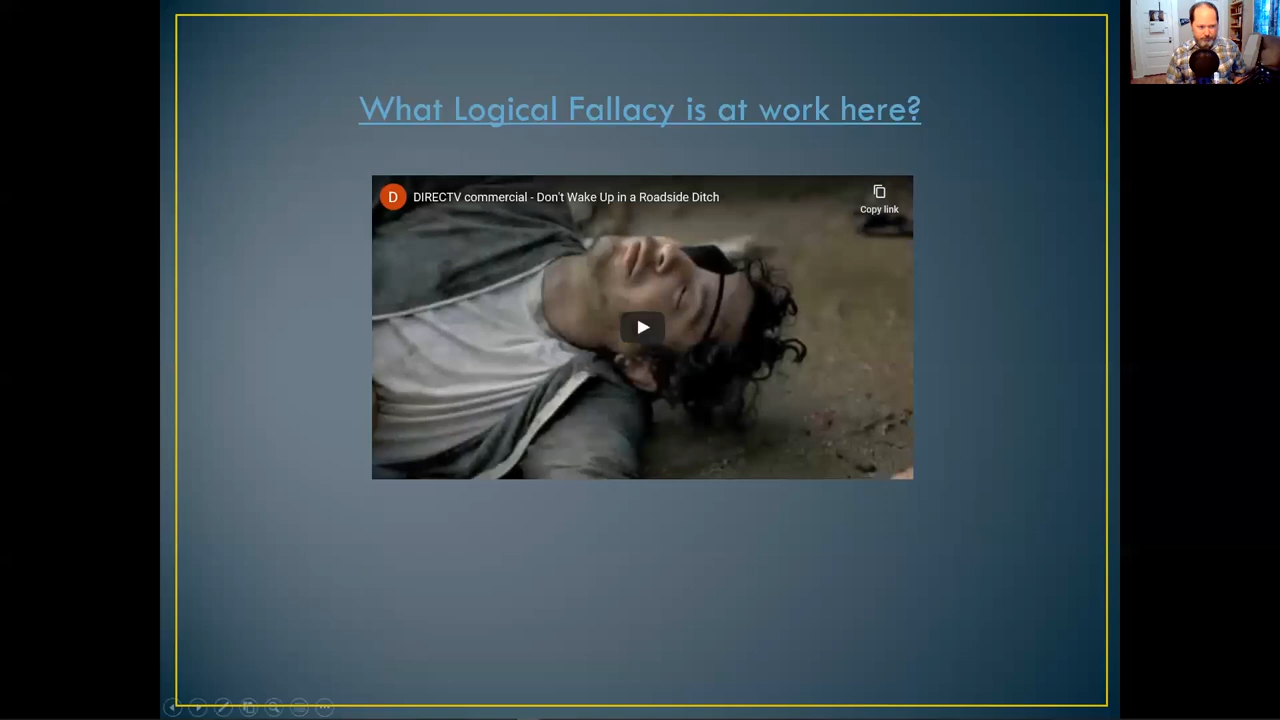 What Logical Fallacy is at work here?
D DIRECTV commercial - Don't Wake Up in a Roadside Ditch
Copy link